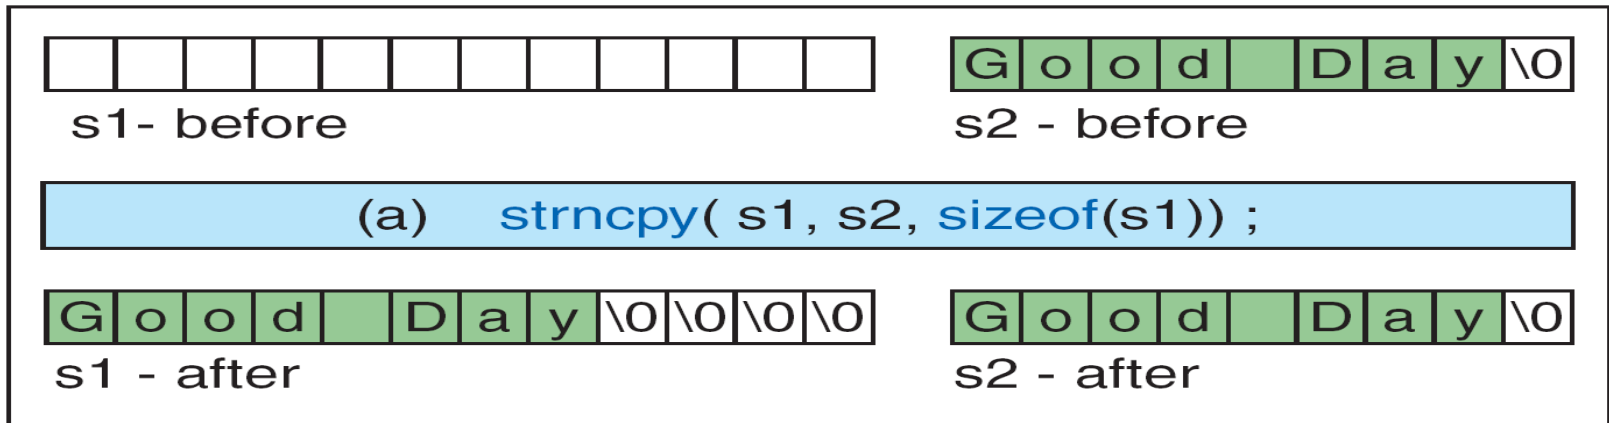 G o o d D a y \0
s1- before s2 - before
(a) strncpy( s1, s2, sizeof(s1)) ;
G o o d D a y \0 \0 \0 \0 G o o d D a y \0
s1 - after s2 - after